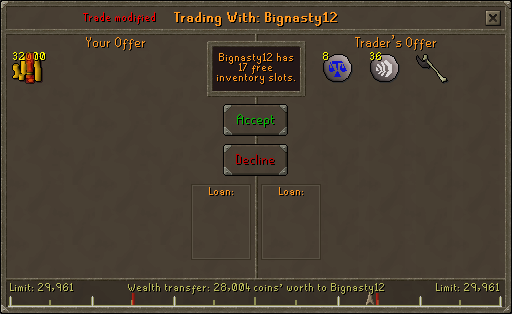 Trade modified
Trading With: Bignasty12
Your Offer
Trader's Offer
Bignasty12 has
17 free
inventory slots.
8
36
Accept
Decline
Loan:
Loan:
Limit: 29,961
Wealth transfer: 28,004 coins' worth to Bignasty12
Limit: 29,961